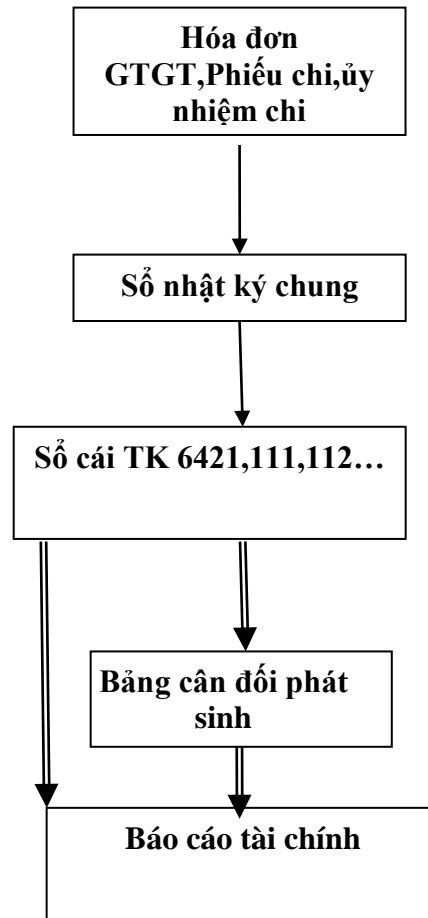 Hóa đơn
GTGT,Phiếu chi,ủy
nhiệm chi
Sổ nhật ký chung
Sổ cái TK 6421,111,112…
Bảng cân đối phát
sinh
Báo cáo tài chính